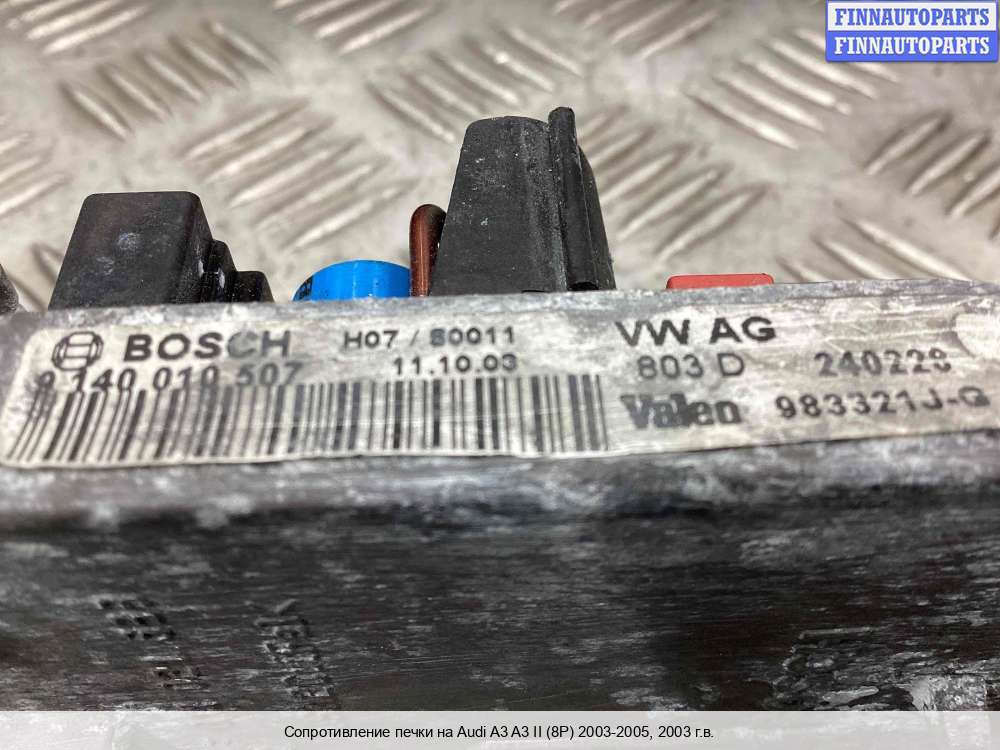 FINNAUTOPARTS
FINNAUTOPARTS
BOSCH H07 / 80011 VW AG
9 140 010 507 11.10.03 803 D 240228
Valeo 983321J-G
Сопротивление печки на Audi A3 A3 II (8P) 2003-2005, 2003 г.в.